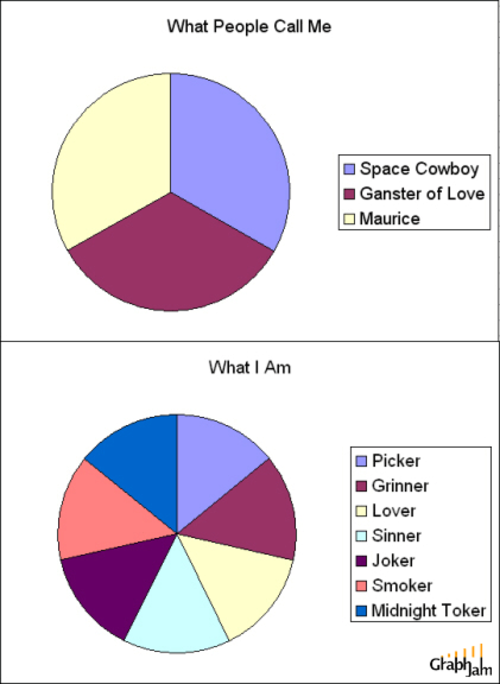 What People Call Me
Space Cowboy
Ganster of Love
Maurice
What I Am
Picker
Grinner
Lover
Sinner
Joker
Smoker
Midnight Toker
GraphJam